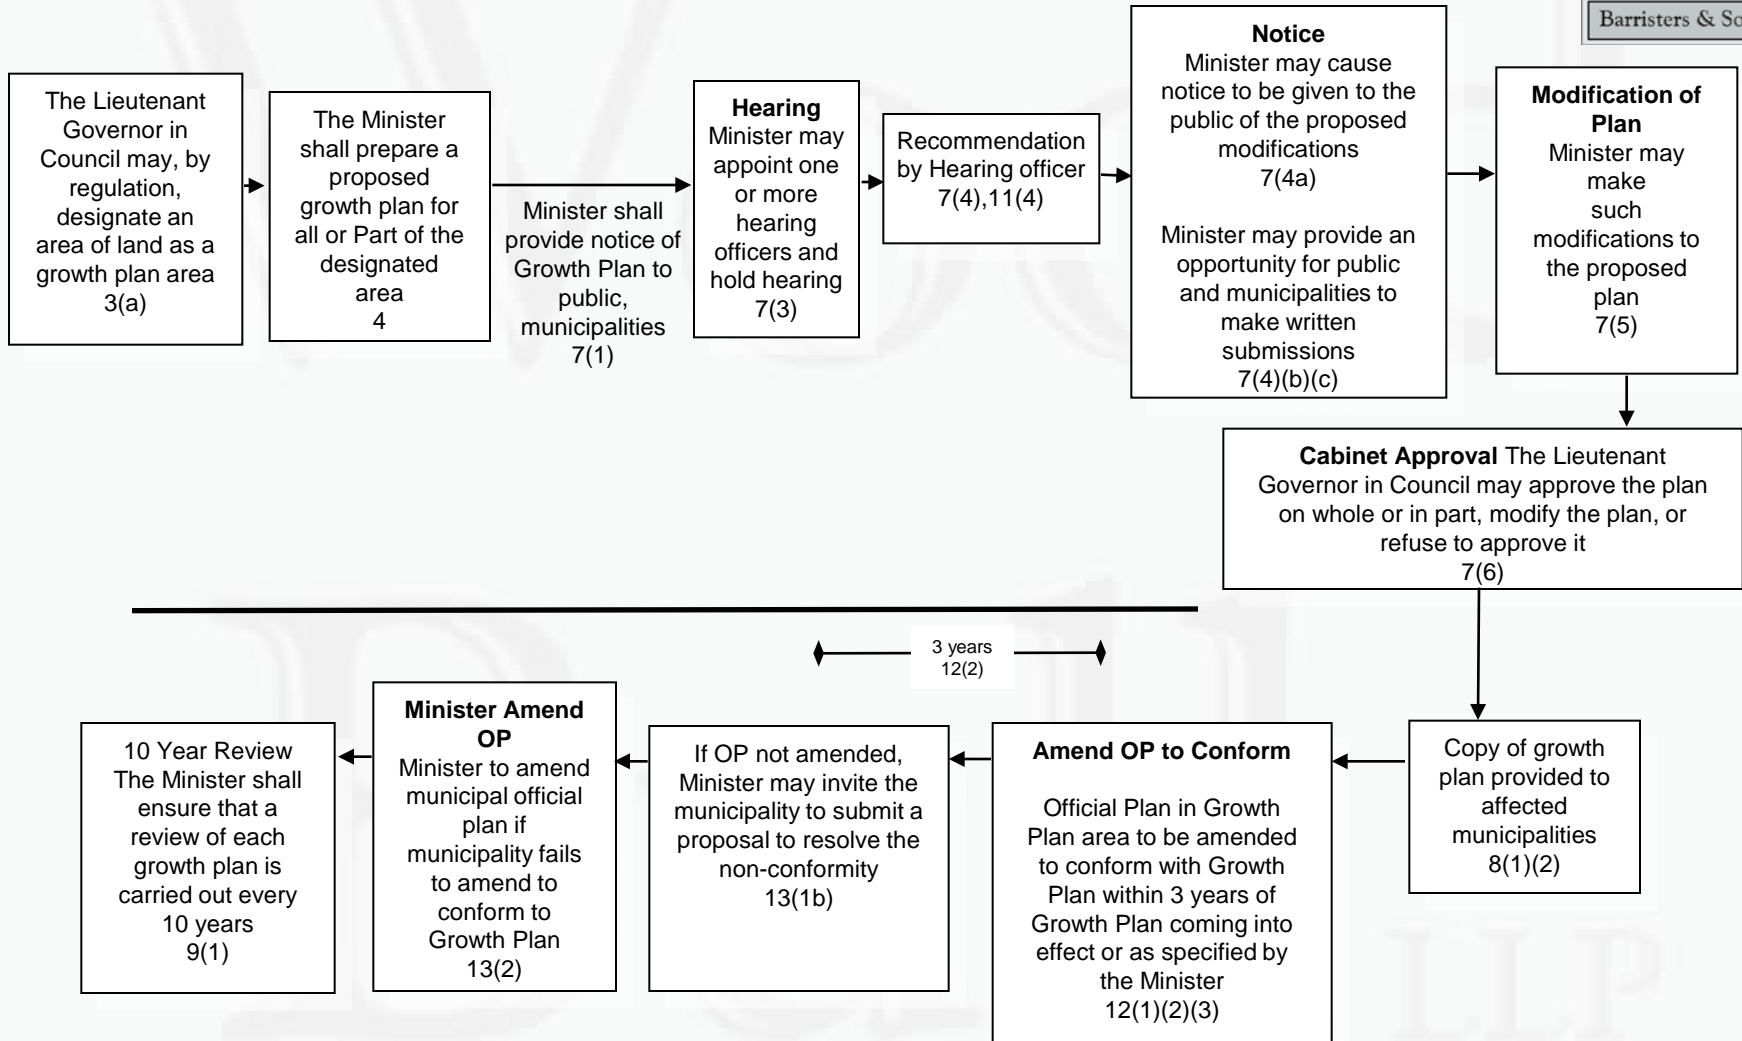 Barristers & So
The Lieutenant
Governor in
Council may, by
regulation,
designate an
area of land as a
growth plan area
3(a)
The Minister
shall prepare a
proposed
growth plan for
all or Part of the
designated
area
4
Minister shall
provide notice of
Growth Plan to
public,
municipalities
7(1)
Hearing
Minister may
appoint one
or more
hearing
officers and
hold hearing
7(3)
Recommendation
by Hearing officer
7(4),11(4)
Notice
Minister may cause
notice to be given to the
public of the proposed
modifications
7(4a)
Minister may provide an
opportunity for public
and municipalities to
make written
submissions
7(4)(b)(c)
Modification of
Plan
Minister may
make
such
modifications to
the proposed
plan
7(5)
Cabinet Approval The Lieutenant
Governor in Council may approve the plan
on whole or in part, modify the plan, or
refuse to approve it
7(6)
Copy of growth
plan provided to
affected
municipalities
8(1)(2)
3 years
12(2)
Amend OP to Conform
Official Plan in Growth
Plan area to be amended
to conform with Growth
Plan within 3 years of
Growth Plan coming into
effect or as specified by
the Minister
12(1)(2)(3)
If OP not amended,
Minister may invite the
municipality to submit a
proposal to resolve the
non-conformity
13(1b)
Minister Amend
OP
Minister to amend
municipal official
plan if
municipality fails
to amend to
conform to
Growth Plan
13(2)
10 Year Review
The Minister shall
ensure that a
review of each
growth plan is
carried out every
10 years
9(1)
LLP